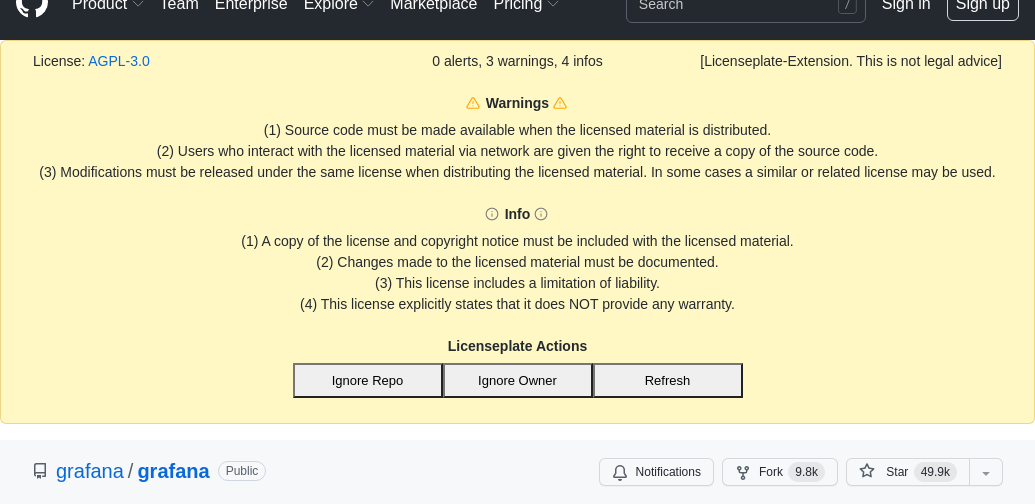 Product Team Enterprise Explore Marketplace Pricing Search / Sign in Sign up
License: AGPL-3.0 0 alerts, 3 warnings, 4 infos [Licenseplate-Extension. This is not legal advice]
Warnings
(1) Source code must be made available when the licensed material is distributed.
(2) Users who interact with the licensed material via network are given the right to receive a copy of the source code.
(3) Modifications must be released under the same license when distributing the licensed material. In some cases a similar or related license may be used.
Info
(1) A copy of the license and copyright notice must be included with the licensed material.
(2) Changes made to the licensed material must be documented.
(3) This license includes a limitation of liability.
(4) This license explicitly states that it does NOT provide any warranty.
Licenseplate Actions
Ignore Repo Ignore Owner Refresh
grafana / grafana Public Notifications Fork 9.8k Star 49.9k